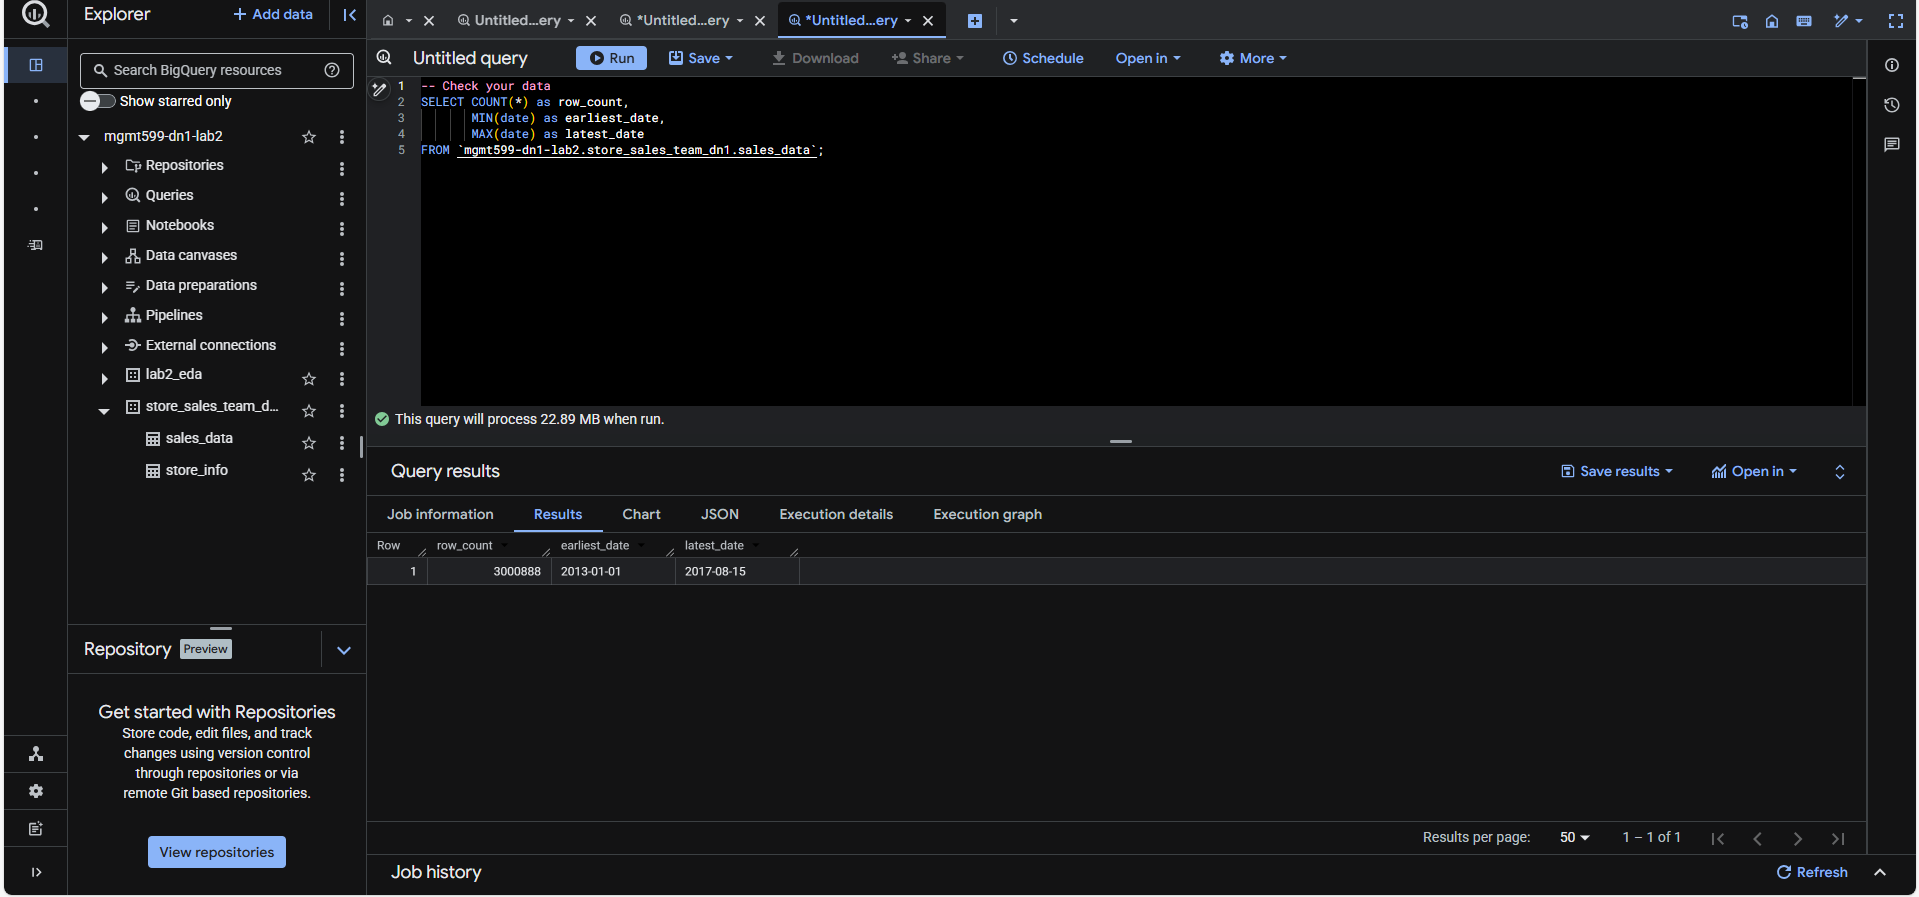 Explorer
+ Add data
Search BigQuery resources
Show starred only
mgmt599-dn1-lab2
Repositories
Queries
Notebooks
Data canvases
Data preparations
Pipelines
External connections
lab2_eda
store_sales_team_d...
sales_data
store_info
Repository Preview
Get started with Repositories
Store code, edit files, and track
changes using version control
through repositories or via
remote Git based repositories.
View repositories
Untitled...ery
*Untitled...ery
*Untitled...ery
Untitled query
Run
Save
Download
Share
Schedule
Open in
More
1 -- Check your data
2 SELECT COUNT(*) as row_count,
3 MIN(date) as earliest_date,
4 MAX(date) as latest_date
5 FROM `mgmt599-dn1-lab2.store_sales_team_dn1.sales_data`;
This query will process 22.89 MB when run.
Query results
Save results
Open in
Job information
Results
Chart
JSON
Execution details
Execution graph
Row row_count earliest_date latest_date
1 3000888 2013-01-01 2017-08-15
Results per page: 50 1 – 1 of 1
Job history
Refresh